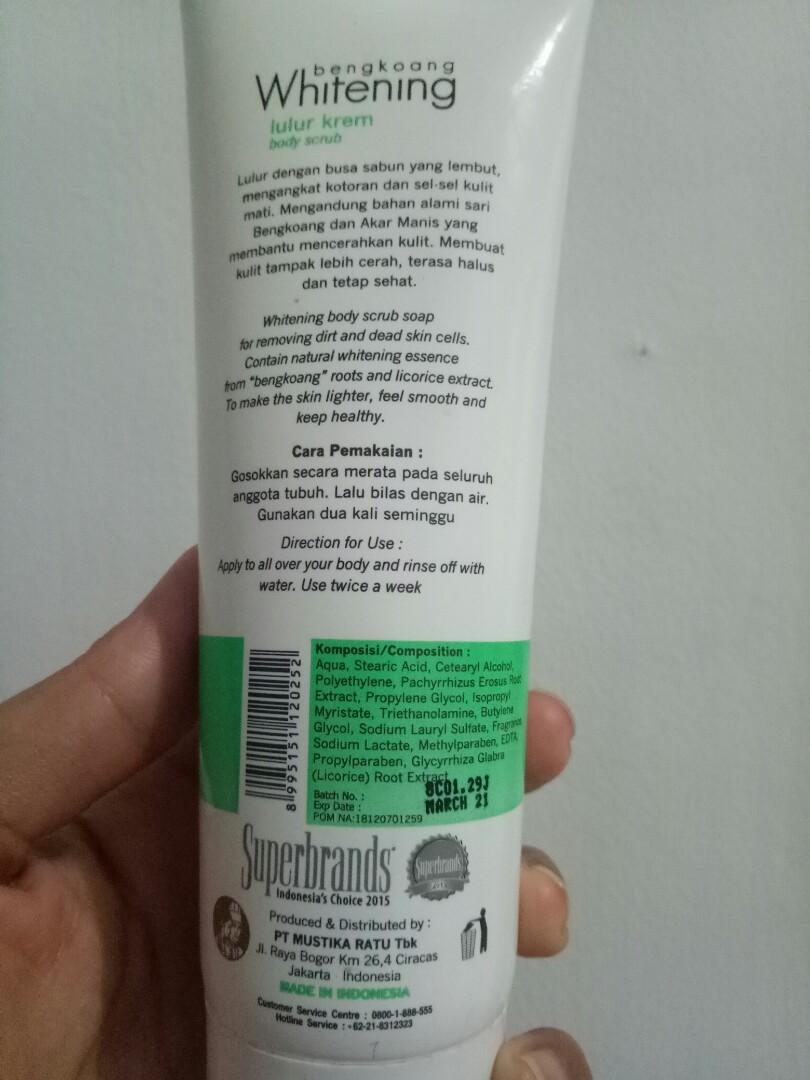 bengkoang
Whitening
lulur krem
body scrub
Lulur dengan busa sabun yang lembut,
mengangkat kotoran dan sel-sel kulit
mati. Mengandung bahan alami sari
Bengkoang dan Akar Manis yang
membantu mencerahkan kulit. Membuat
kulit tampak lebih cerah, terasa halus
dan tetap sehat.
Whitening body scrub soap
for removing dirt and dead skin cells.
Contain natural whitening essence
from "bengkoang" roots and licorice extract.
To make the skin lighter, feel smooth and
keep healthy.
Cara Pemakaian :
Gosokkan secara merata pada seluruh
anggota tubuh. Lalu bilas dengan air.
Gunakan dua kali seminggu
Direction for Use :
Apply to all over your body and rinse off with
water. Use twice a week
Komposisi/Composition :
Aqua, Stearic Acid, Cetearyl Alcohol,
Polyethylene, Pachyrrhizus Erosus Root
Extract, Propylene Glycol, Isopropyl
Myristate, Triethanolamine, Butylene
Glycol, Sodium Lauryl Sulfate, Fragrance,
Sodium Lactate, Methylparaben, EDTA,
Propylparaben, Glycyrrhiza Glabra
(Licorice) Root Extract
Batch No. : 8C01.29J
Exp Date : MARCH 21
POM NA:18120701259
8995151120252
Superbrands
Indonesia's Choice 2015
Superbrands
Produced & Distributed by :
PT MUSTIKA RATU Tbk
Jl. Raya Bogor Km 26,4 Ciracas
Jakarta Indonesia
MADE IN INDONESIA
Customer Service Centre : 0800-1-888-555
Hotline Service : +62-21-8312323